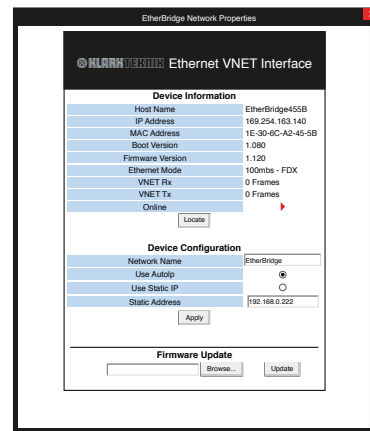 EtherBridge Network Properties
KLARK TEKNIK Ethernet VNET Interface
Device Information
Host Name EtherBridge455B
IP Address 169.254.163.140
MAC Address 1E-30-6C-A2-45-5B
Boot Version 1.080
Firmware Version 1.120
Ethernet Mode 100mbs - FDX
VNET Rx 0 Frames
VNET Tx 0 Frames
Online
Locate
Device Configuration
Network Name EtherBridge
Use AutoIp
Use Static IP
Static Address 192.168.0.222
Apply
Firmware Update
Browse... Update